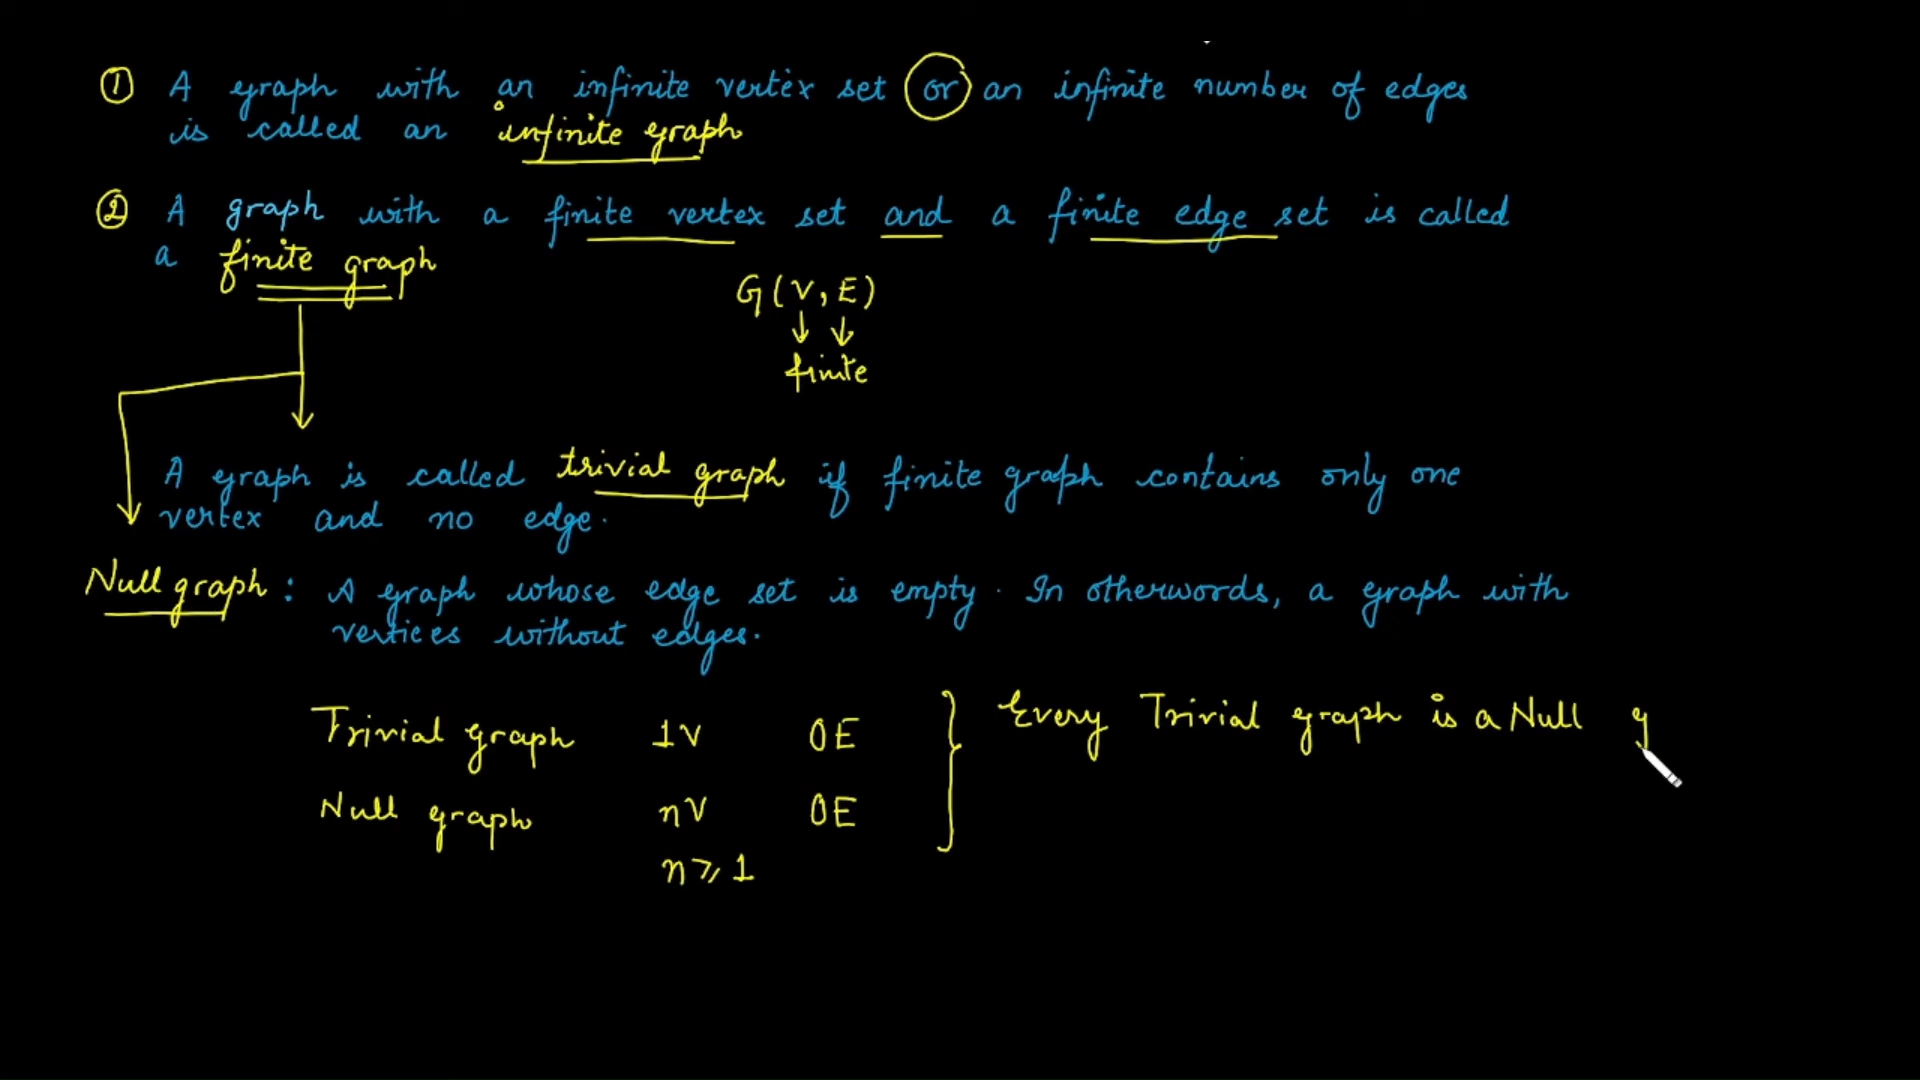 ① A graph with an infinite vertex set or an infinite number of edges
is called an infinite graph
② A graph with a finite vertex set and a finite edge set is called
a finite graph
G(V, E)
finite
A graph is called trivial graph if finite graph contains only one
vertex and no edge.
Null graph : A graph whose edge set is empty. In otherwords, a graph with
vertices without edges.
Trivial graph 1V 0E
Null graph nV 0E
n ⩾ 1
Every Trivial graph is a Null g